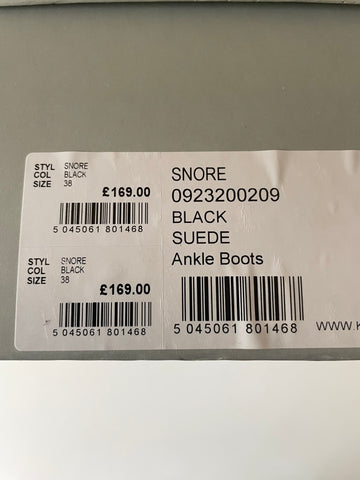 STYL SNORE
COL BLACK
SIZE 38
£169.00
5 045061 801468
STYL SNORE
COL BLACK
SIZE 38
£169.00
5 045061 801468
SNORE
0923200209
BLACK
SUEDE
Ankle Boots
5 045061 801468
WWW.K